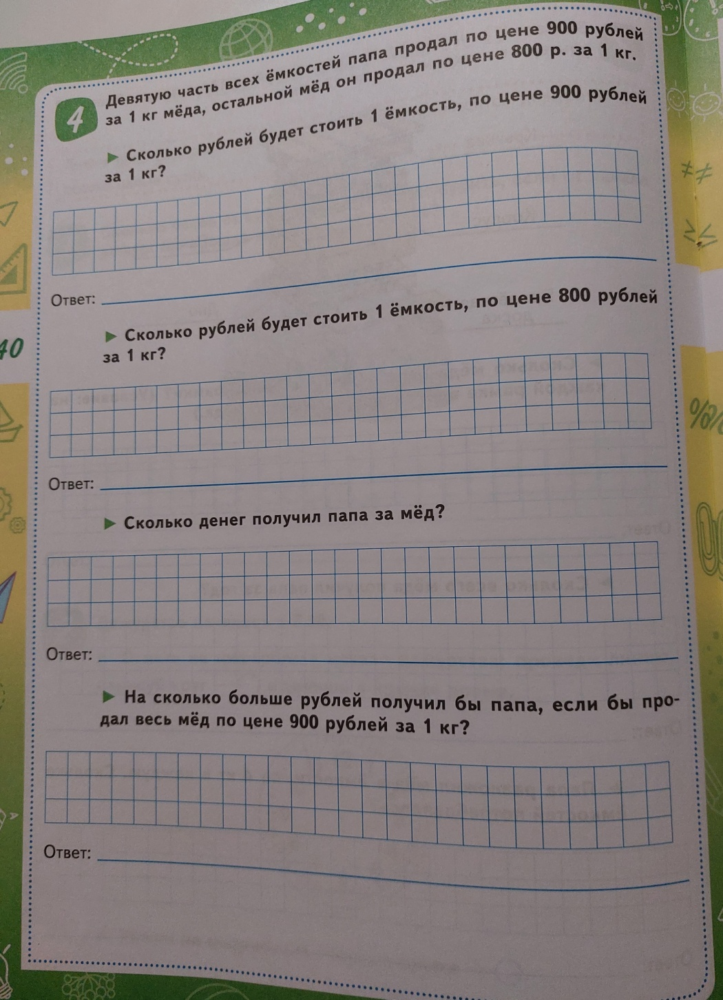 Девятую часть всех ёмкостей папа продал по цене 900 рублей
за 1 кг мёда, остальной мёд он продал по цене 800 р. за 1 кг.
4
► Сколько рублей будет стоить 1 ёмкость, по цене 900 рублей
за 1 кг?
Ответ:
► Сколько рублей будет стоить 1 ёмкость, по цене 800 рублей
за 1 кг?
40
Ответ:
► Сколько денег получил папа за мёд?
Ответ:
► На сколько больше рублей получил бы папа, если бы про-
дал весь мёд по цене 900 рублей за 1 кг?
Ответ: